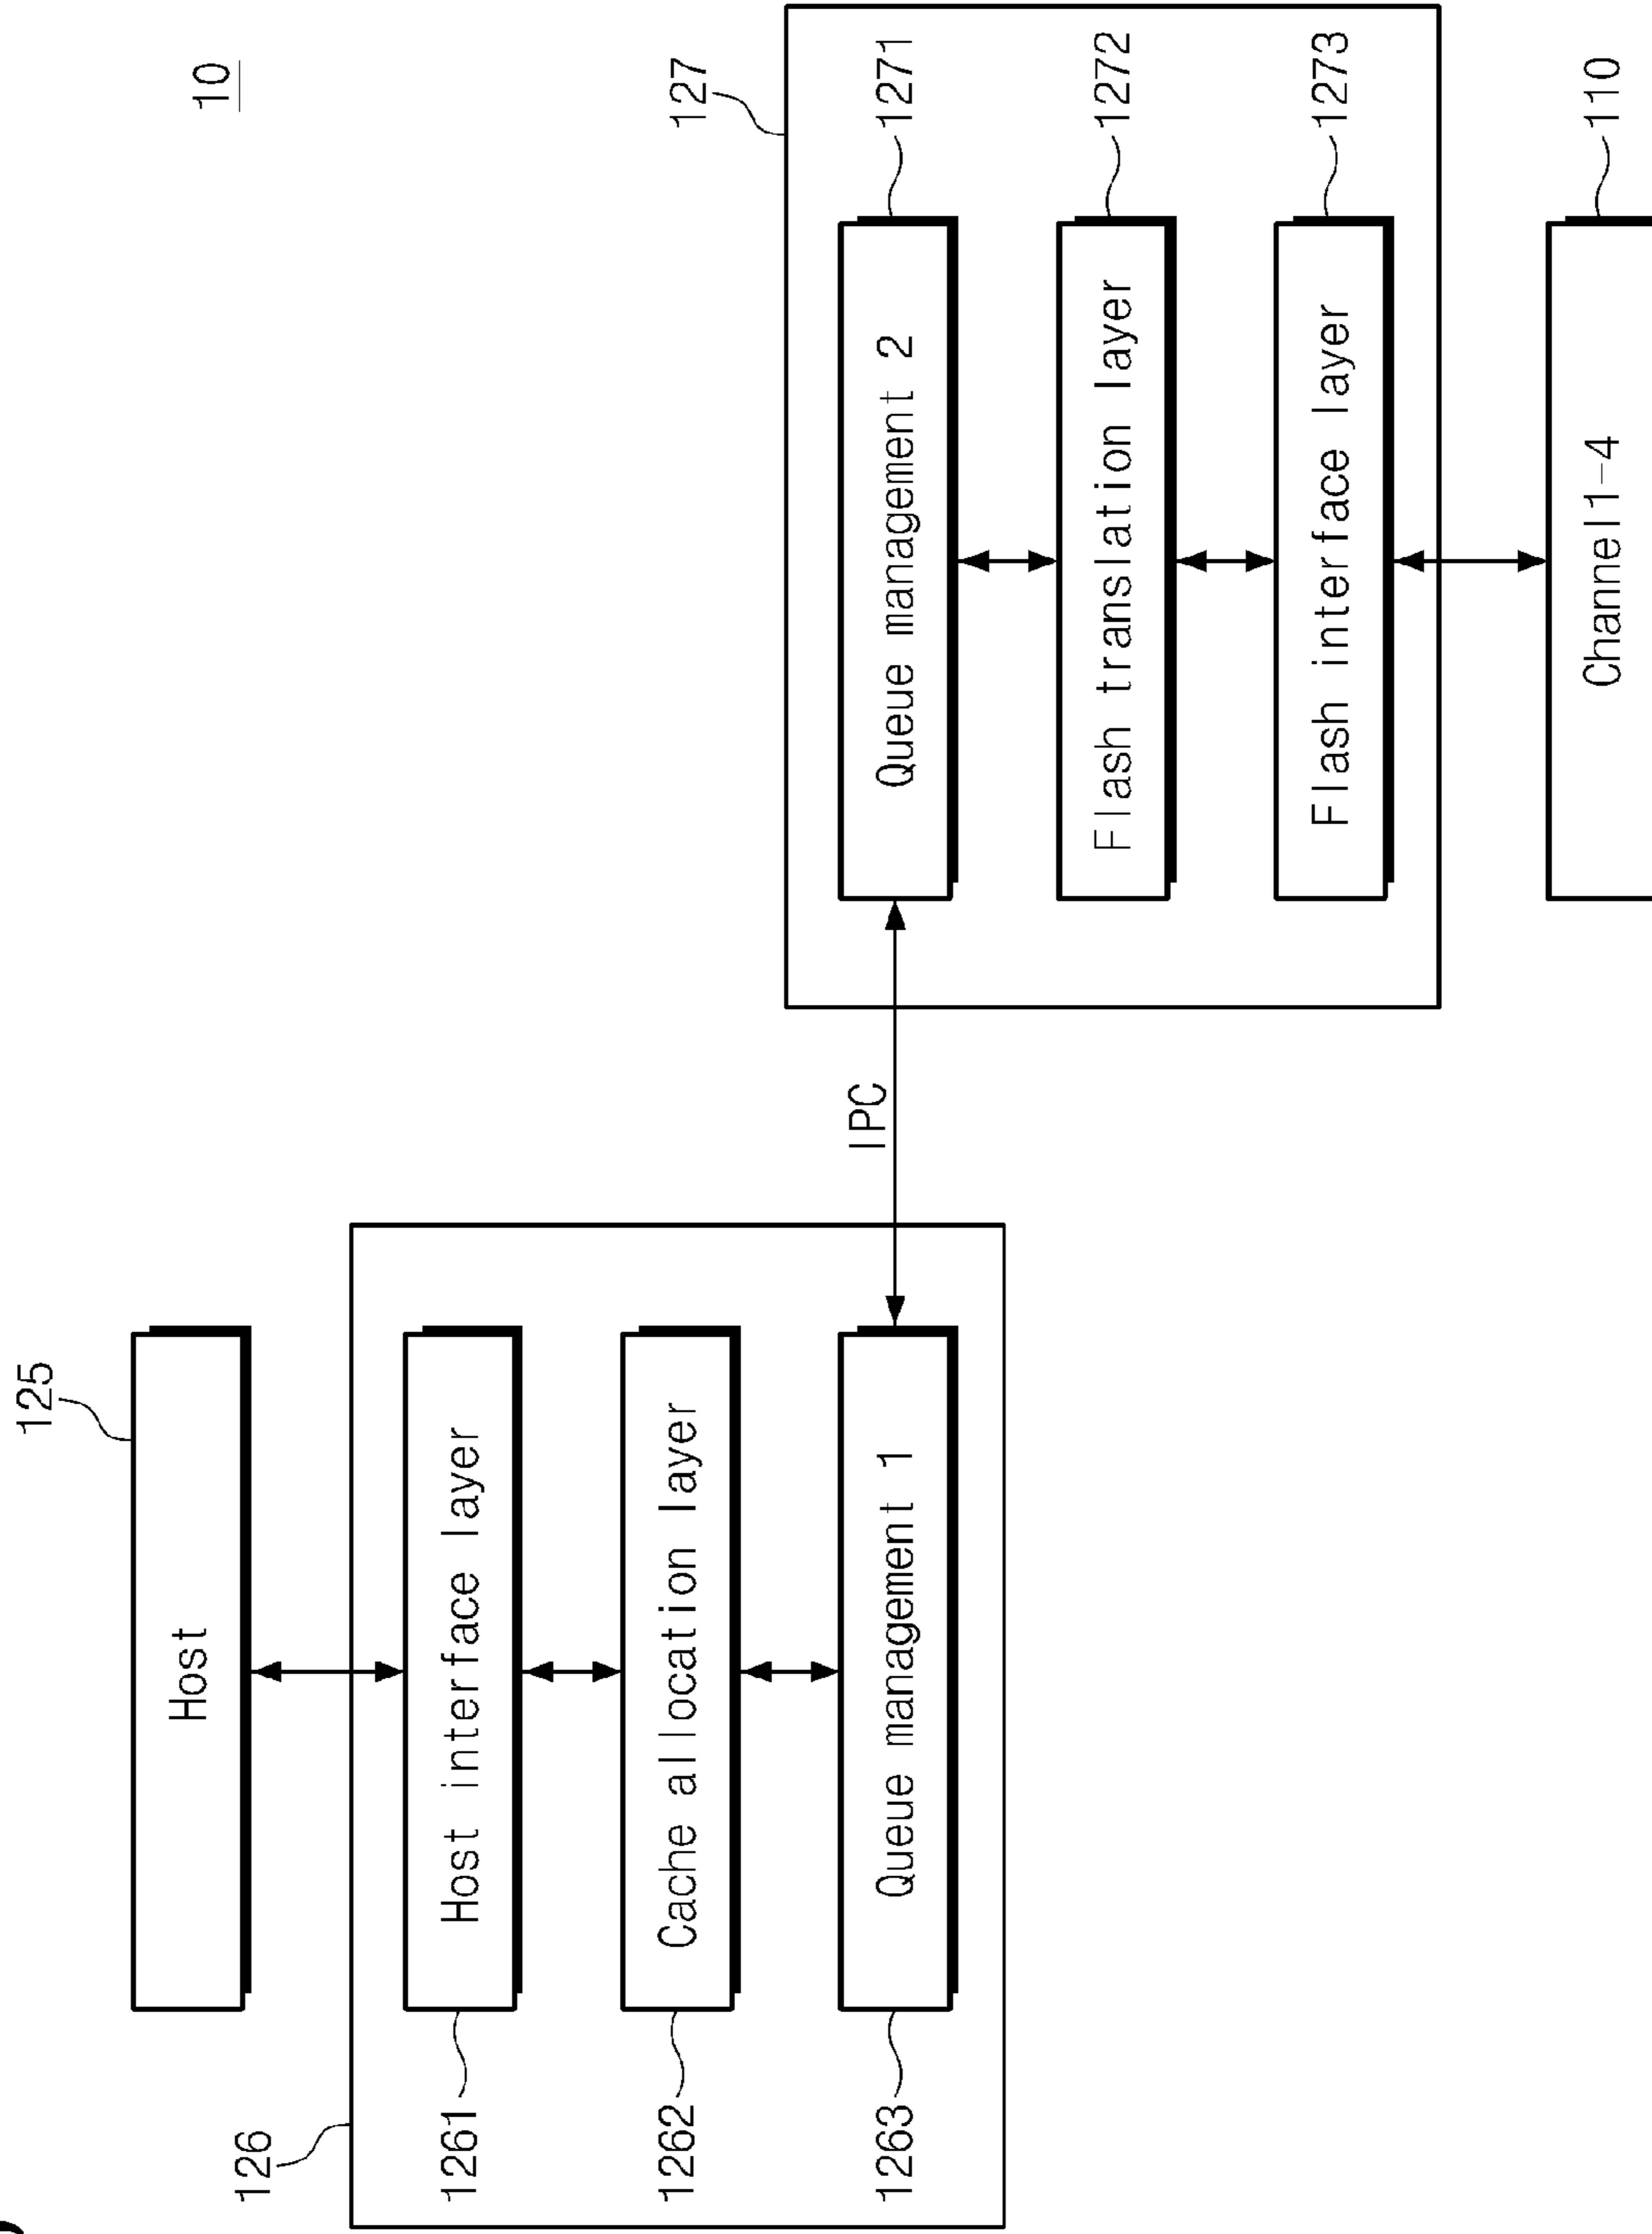 10
125
Host
126
1261
Host interface layer
1262
Cache allocation layer
1263
Queue management 1
IPC
127
Queue management 2
1271
Flash translation layer
1272
Flash interface layer
1273
Channel1-4
110